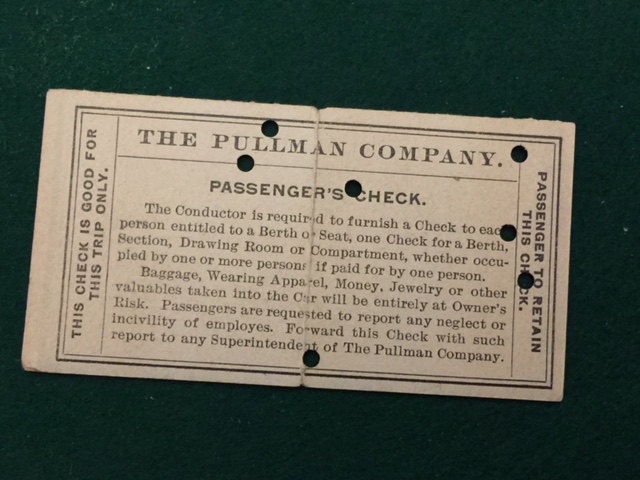 THE PULLMAN COMPANY.
PASSENGER'S CHECK.
The Conductor is required to furnish a Check to each
person entitled to a Berth or Seat, one Check for a Berth,
Section, Drawing Room or Compartment, whether occu-
pied by one or more persons if paid for by one person.
Baggage, Wearing Apparel, Money, Jewelry or other
valuables taken into the Car will be entirely at Owner's
Risk. Passengers are requested to report any neglect or
incivility of employes. Forward this Check with such
report to any Superintendent of The Pullman Company.
THIS CHECK IS GOOD FOR
THIS TRIP ONLY.
PASSENGER TO RETAIN
THIS CHECK.